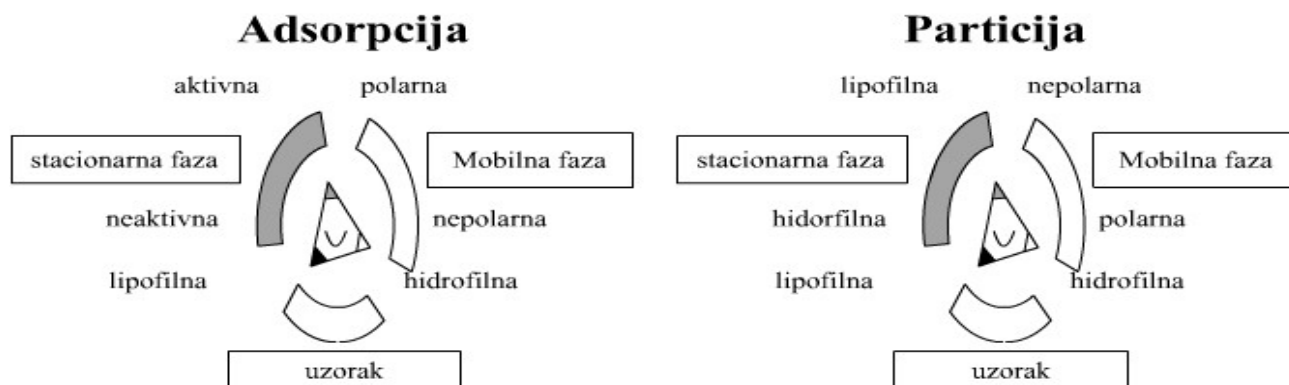 Adsorpcija
aktivna polarna
stacionarna faza Mobilna faza
neaktivna nepolarna
lipofilna hidrofilna
uzorak
Particija
lipofilna nepolarna
stacionarna faza Mobilna faza
hidorfilna polarna
lipofilna hidrofilna
uzorak